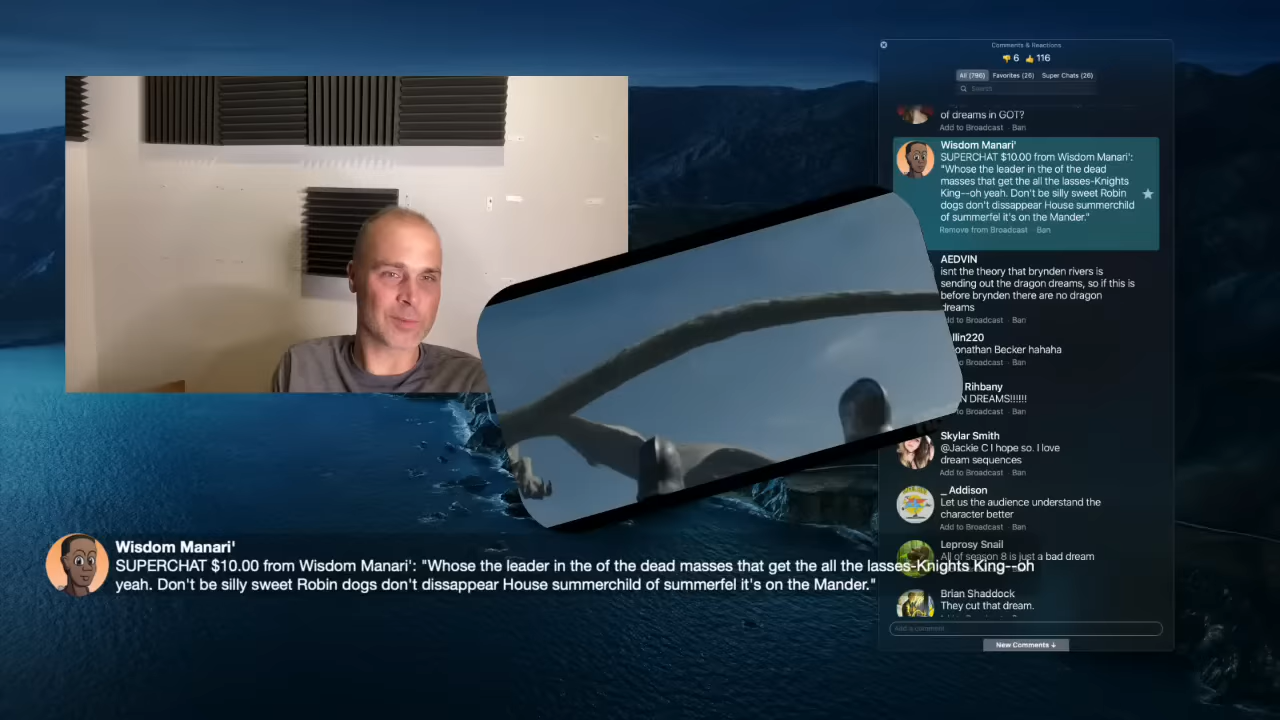 Comments & Reactions
6 116
All (796) Favorites (26) Super Chats (26)
Search
of dreams in GOT?
Add to Broadcast · Ban
Wisdom Manari'
SUPERCHAT $10.00 from Wisdom Manari':
"Whose the leader in the of the dead
masses that get the all the lasses-Knights
King--oh yeah. Don't be silly sweet Robin
dogs don't dissappear House summerchild
of summerfel it's on the Mander."
Remove from Broadcast · Ban
AEDVIN
isnt the theory that brynden rivers is
sending out the dragon dreams, so if this is
before brynden there are no dragon
dreams
to Broadcast · Ban
onathan Becker hahaha
to Broadcast · Ban
Rihbany
DREAMS!!!!!!
to Broadcast · Ban
Skylar Smith
@Jackie C I hope so. I love
dream sequences
Add to Broadcast · Ban
_ Addison
Let us the audience understand the
character better
Add to Broadcast · Ban
Leprosy Snail
All of season 8 is just a bad dream
Brian Shaddock
They cut that dream.
Add a comment
New Comments ↓
Wisdom Manari'
SUPERCHAT $10.00 from Wisdom Manari': "Whose the leader in the of the dead masses that get the all the lasses-Knights King--oh
yeah. Don't be silly sweet Robin dogs don't dissappear House summerchild of summerfel it's on the Mander."